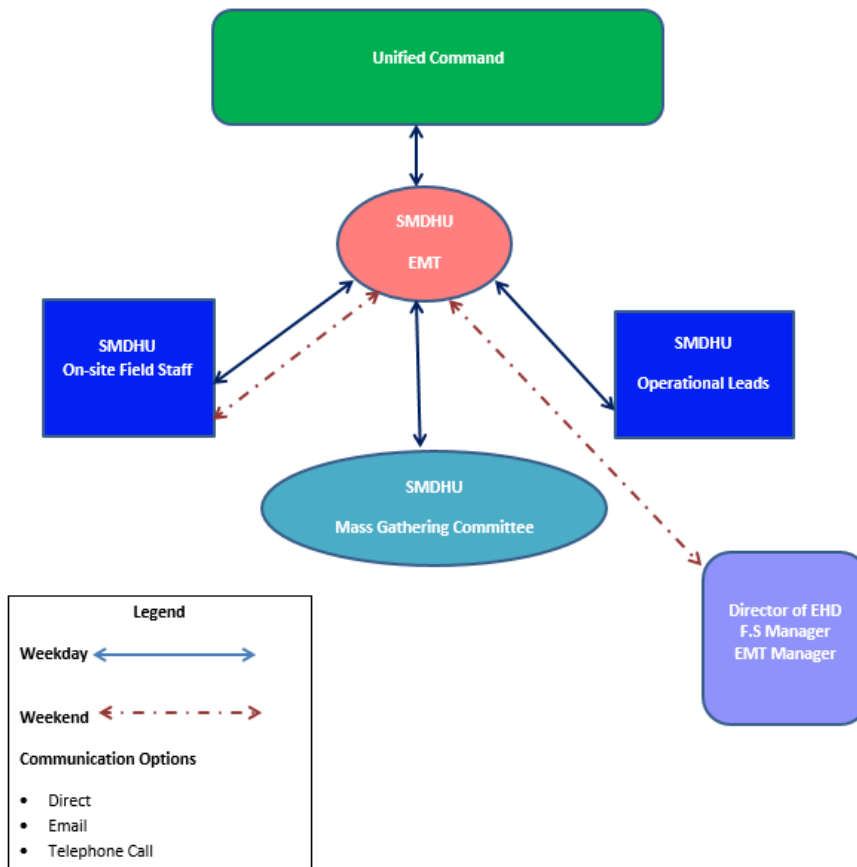 Unified Command
SMDHU
EMT
SMDHU
On-site Field Staff
SMDHU
Operational Leads
SMDHU
Mass Gathering Committee
Director of EHD
F.S Manager
EMT Manager
Legend
Weekday
Weekend
Communication Options
• Direct
• Email
• Telephone Call